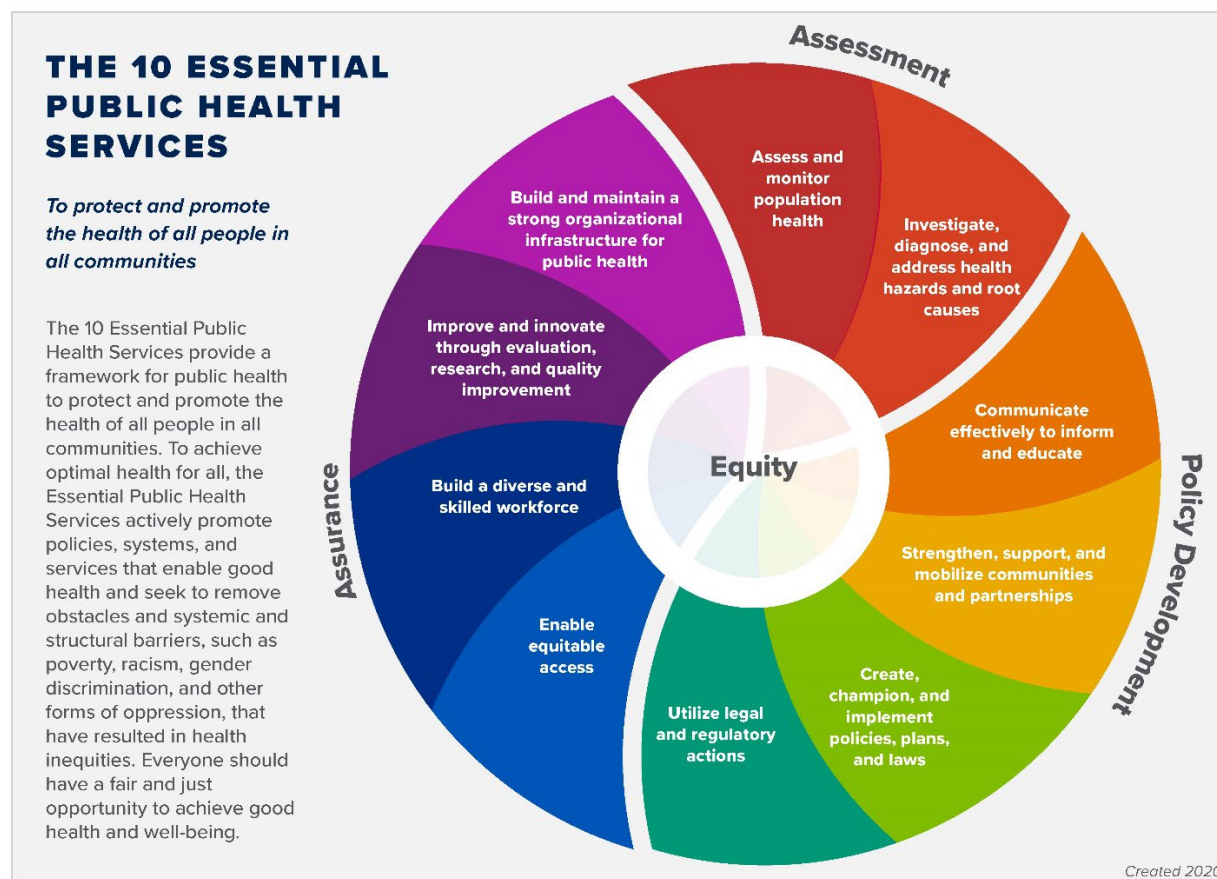 THE 10 ESSENTIAL
PUBLIC HEALTH
SERVICES
To protect and promote
the health of all people in
all communities
The 10 Essential Public
Health Services provide a
framework for public health
to protect and promote the
health of all people in all
communities. To achieve
optimal health for all, the
Essential Public Health
Services actively promote
policies, systems, and
services that enable good
health and seek to remove
obstacles and systemic and
structural barriers, such as
poverty, racism, gender
discrimination, and other
forms of oppression, that
have resulted in health
inequities. Everyone should
have a fair and just
opportunity to achieve good
health and well-being.
Assessment
Assess and
monitor
population
health
Investigate,
diagnose, and
address health
hazards and root
causes
Policy Development
Communicate
effectively to inform
and educate
Strengthen, support, and
mobilize communities
and partnerships
Create,
champion, and
implement
policies, plans,
and laws
Utilize legal
and regulatory
actions
Assurance
Enable
equitable
access
Build a diverse and
skilled workforce
Improve and innovate
through evaluation,
research, and quality
improvement
Build and maintain a
strong organizational
infrastructure for
public health
Equity
Created 2020